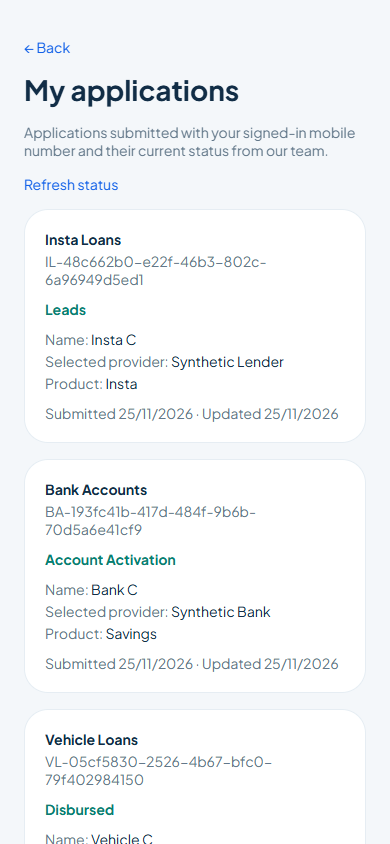 ← Back
My applications
Applications submitted with your signed-in mobile
number and their current status from our team.
Refresh status
Insta Loans
IL-48c662b0-e22f-46b3-802c-
6a96949d5ed1
Leads
Name: Insta C
Selected provider: Synthetic Lender
Product: Insta
Submitted 25/11/2026 · Updated 25/11/2026
Bank Accounts
BA-193fc41b-417d-484f-9b6b-
70d5a6e41cf9
Account Activation
Name: Bank C
Selected provider: Synthetic Bank
Product: Savings
Submitted 25/11/2026 · Updated 25/11/2026
Vehicle Loans
VL-05cf5830-2526-4b67-bfc0-
79f402984150
Disbursed
Name: Vehicle C